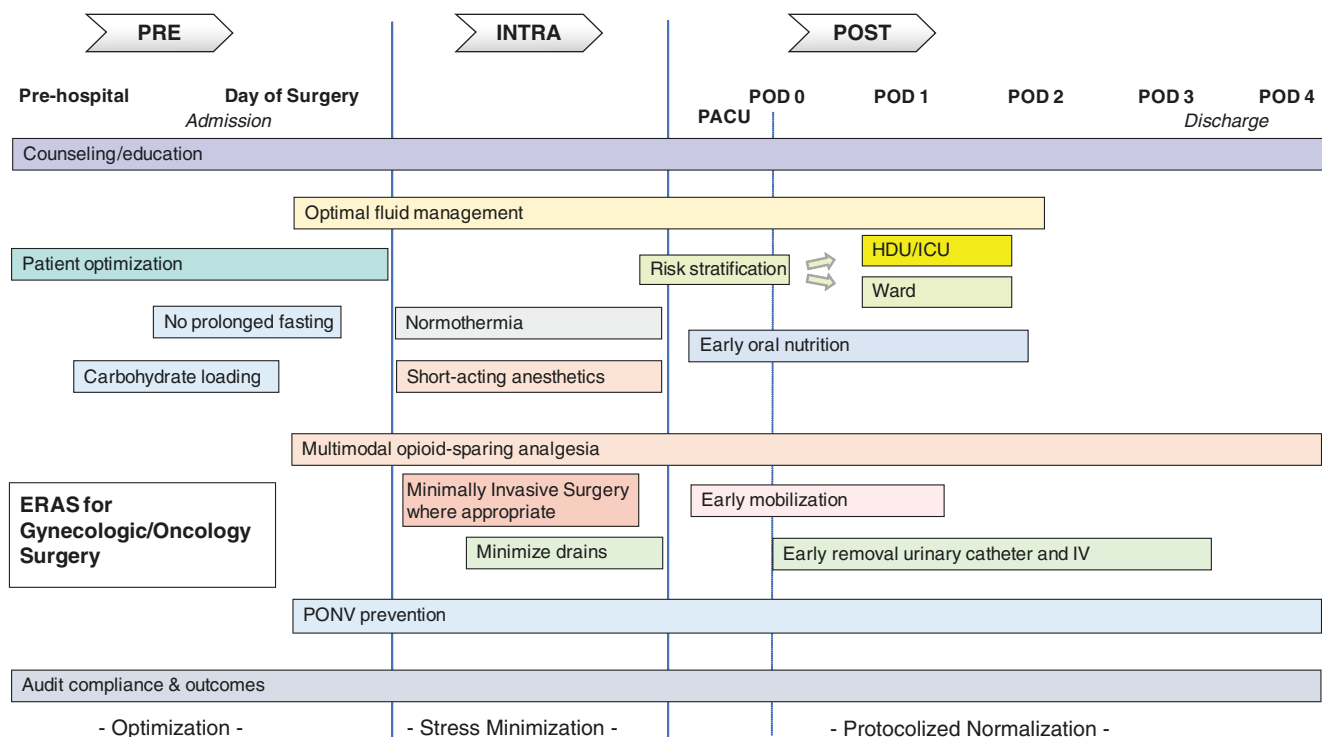 PRE
INTRA
POST
Pre-hospital
Day of Surgery
Admission
PACU
POD 0
POD 1
POD 2
POD 3
POD 4
Discharge
Counseling/education
Optimal fluid management
Patient optimization
Risk stratification
HDU/ICU
Ward
No prolonged fasting
Normothermia
Early oral nutrition
Carbohydrate loading
Short-acting anesthetics
Multimodal opioid-sparing analgesia
ERAS for
Gynecologic/Oncology
Surgery
Minimally Invasive Surgery
where appropriate
Early mobilization
Minimize drains
Early removal urinary catheter and IV
PONV prevention
Audit compliance & outcomes
- Optimization -
- Stress Minimization -
- Protocolized Normalization -